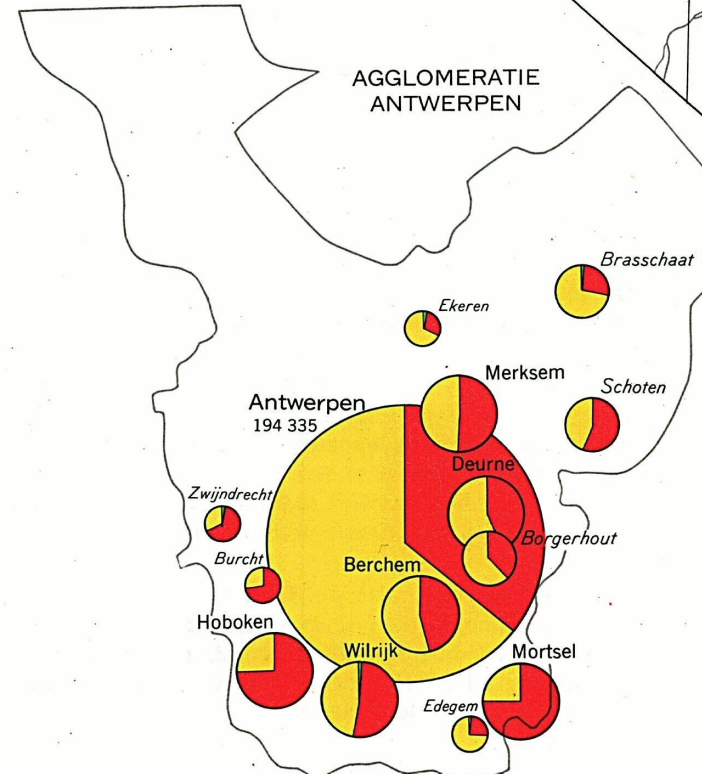 AGGLOMERATIE
ANTWERPEN
Brasschaat
Ekeren
Merksem
Schoten
Antwerpen
194 335
Deurne
Zwijndrecht
Borgerhout
Burcht
Berchem
Hoboken
Wilrijk
Mortsel
Edegem